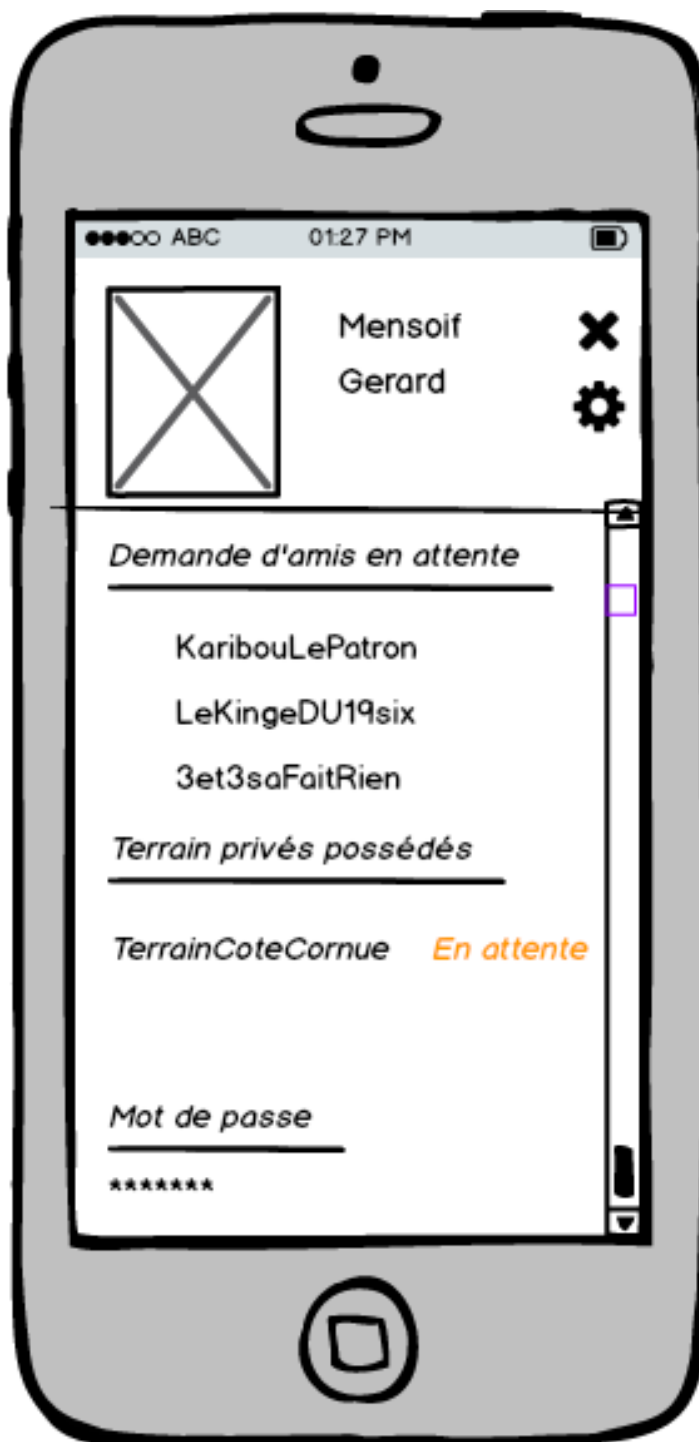 ABC 01:27 PM
Mensoif
Gerard
Demande d'amis en attente
KaribouLePatron
LeKingeDU19six
3et3saFaitRien
Terrain privés possédés
TerrainCoteCornue En attente
Mot de passe
*******